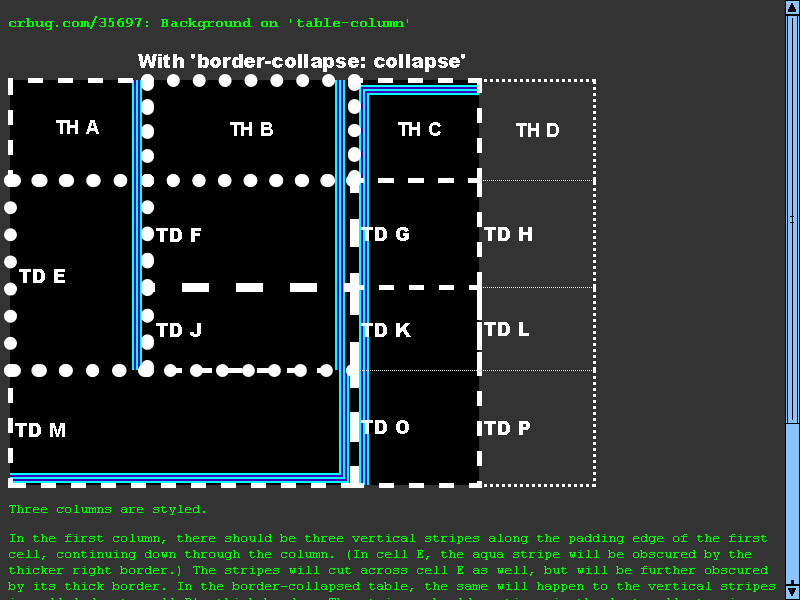 crbug.com/35697: Background on 'table-column'
With 'border-collapse: collapse'
TH A TH B TH C TH D
TD F TD G TD H
TD E
TD J TD K TD L
TD M TD O TD P
Three columns are styled.
In the first column, there should be three vertical stripes along the padding edge of the first
cell, continuing down through the column. (In cell E, the aqua stripe will be obscured by the
thicker right border.) The stripes will cut across cell E as well, but will be further obscured
by its thick border. In the border-collapsed table, the same will happen to the vertical stripes